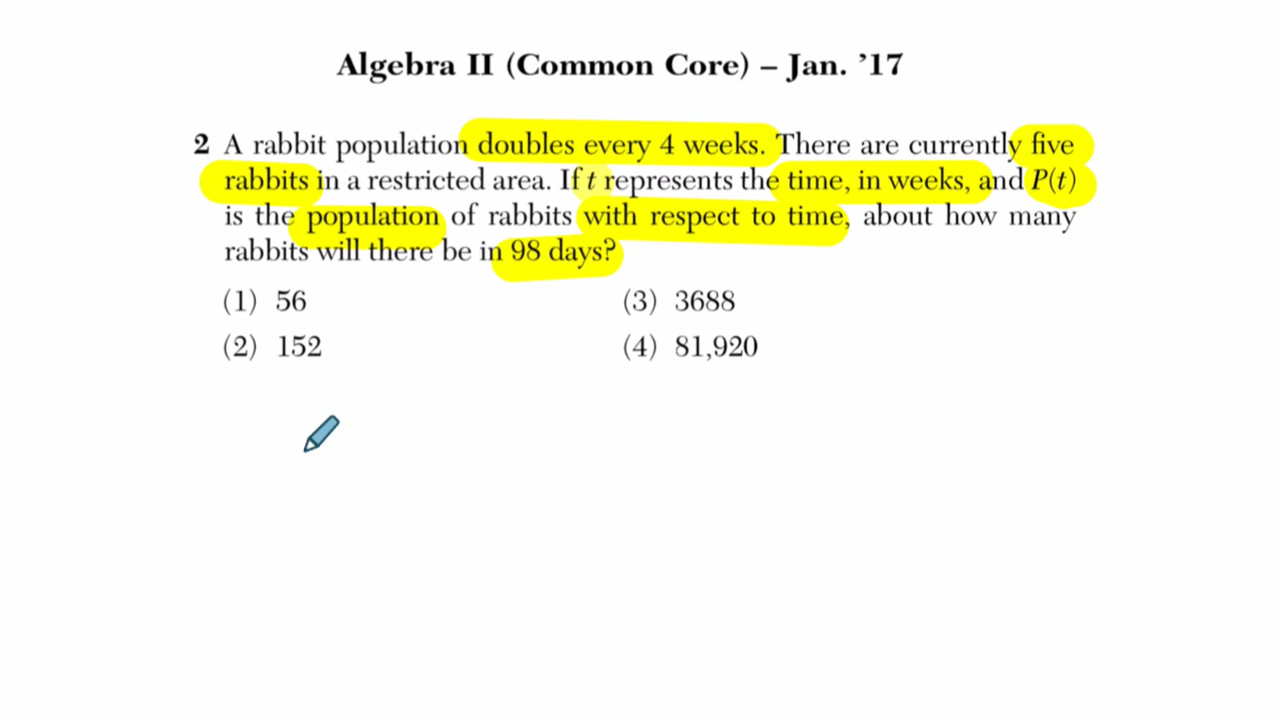 Algebra II (Common Core) – Jan. ’17
2 A rabbit population doubles every 4 weeks. There are currently five
rabbits in a restricted area. If t represents the time, in weeks, and P(t)
is the population of rabbits with respect to time, about how many
rabbits will there be in 98 days?
(1) 56 (3) 3688
(2) 152 (4) 81,920